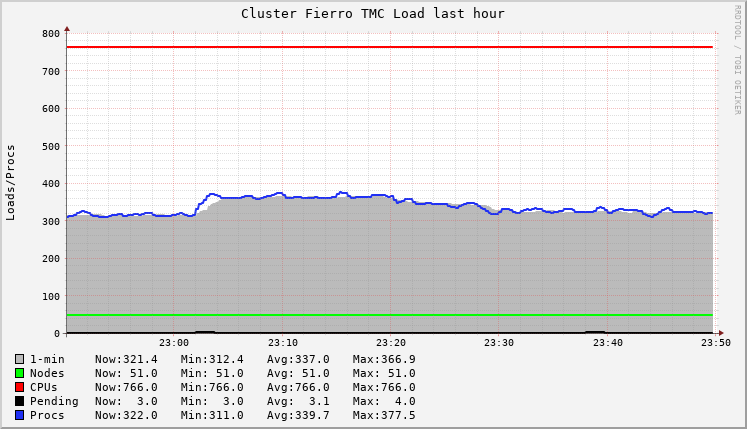 Cluster Fierro TMC Load last hour
RRDTOOL / TOBI OETIKER
Loads/Procs
800
700
600
500
400
300
200
100
0
23:00 23:10 23:20 23:30 23:40 23:50
1-min Now:321.4 Min:312.4 Avg:337.0 Max:366.9
Nodes Now: 51.0 Min: 51.0 Avg: 51.0 Max: 51.0
CPUs Now:766.0 Min:766.0 Avg:766.0 Max:766.0
Pending Now: 3.0 Min: 3.0 Avg: 3.1 Max: 4.0
Procs Now:322.0 Min:311.0 Avg:339.7 Max:377.5